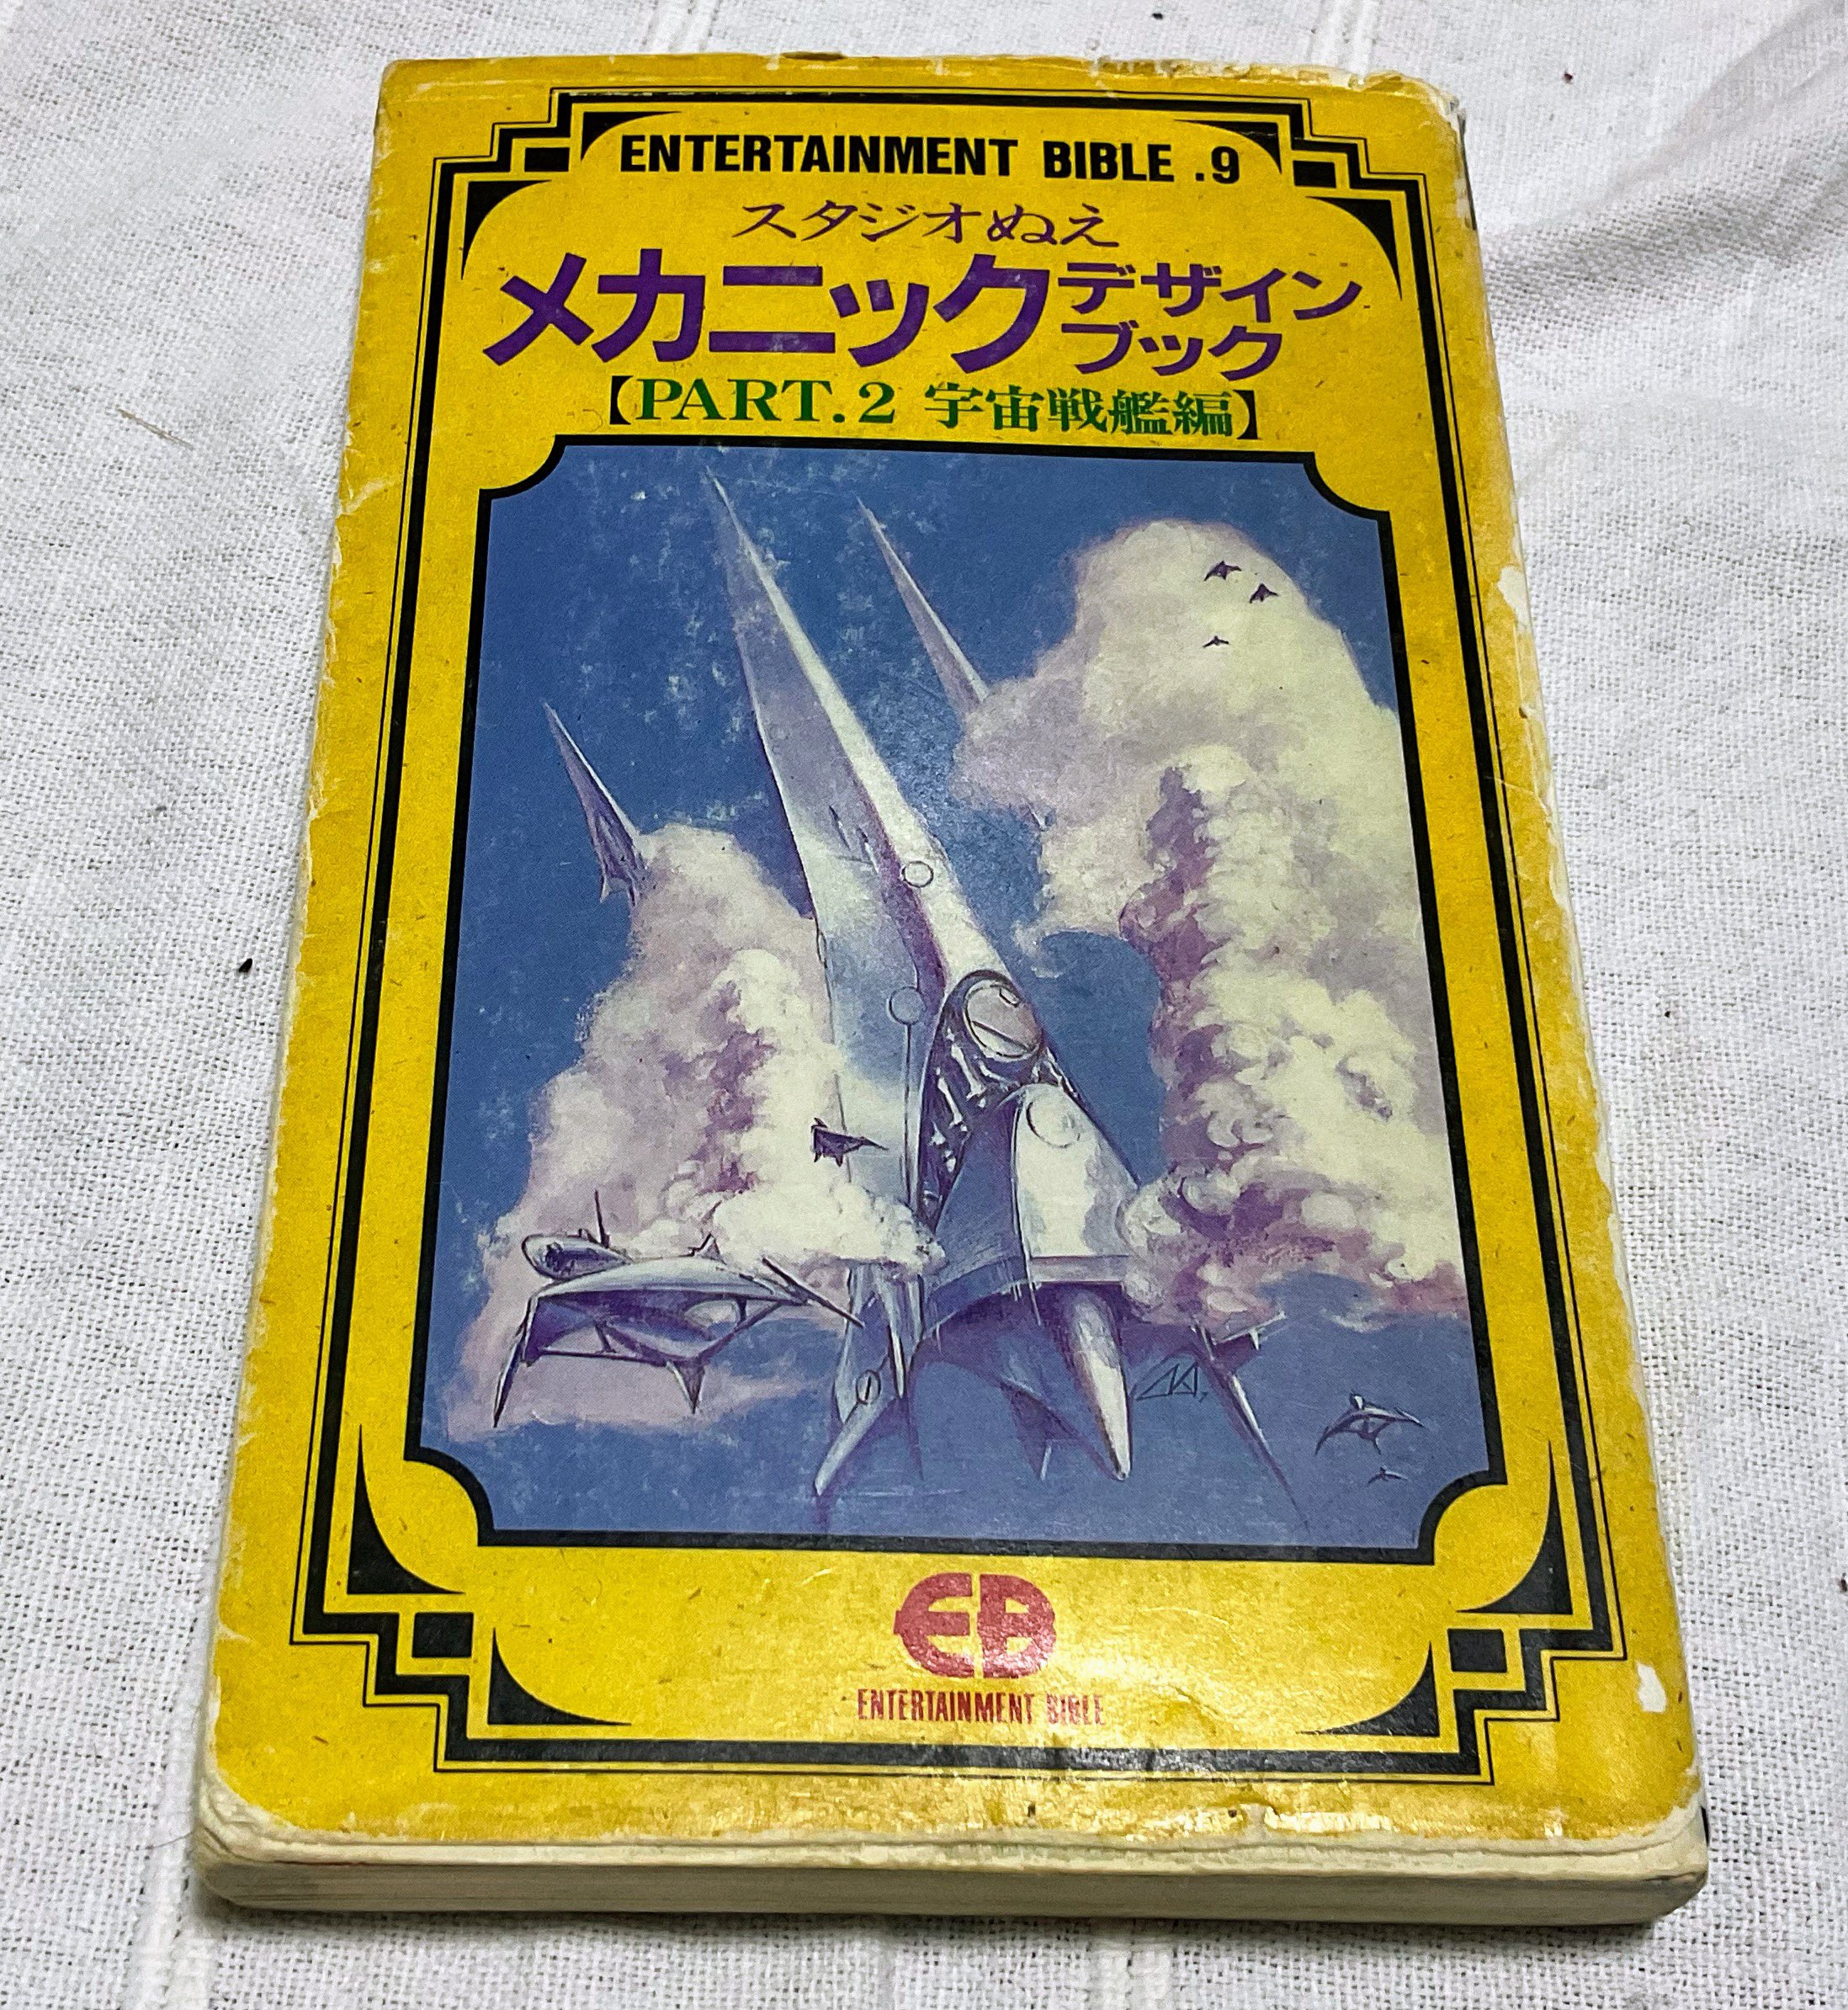 ENTERTAINMENT BIBLE .9
スタジオぬえ
メカニックデザイン
ブック
【PART.2 宇宙戦艦編】
EB
ENTERTAINMENT BIBLE